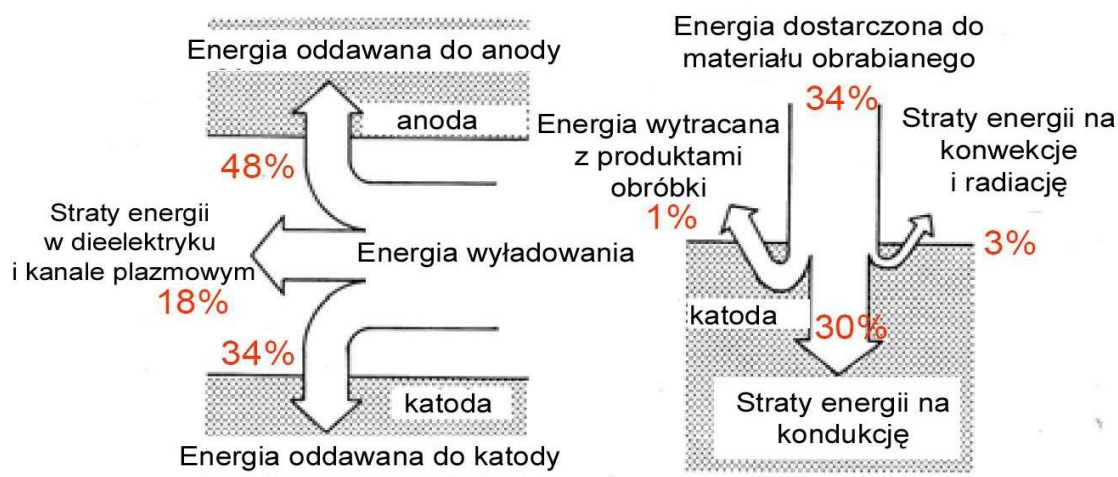 Energia oddawana do anody
anoda
48%
Straty energii
w dieelektryku
i kanale plazmowym
18%
Energia wyładowania
34%
katoda
Energia oddawana do katody
Energia dostarczona do
materiału obrabianego
34%
Energia wytracana
z produktami
obróbki
1%
Straty energii na
konwekcje
i radiację
3%
katoda
30%
Straty energii na
kondukcję